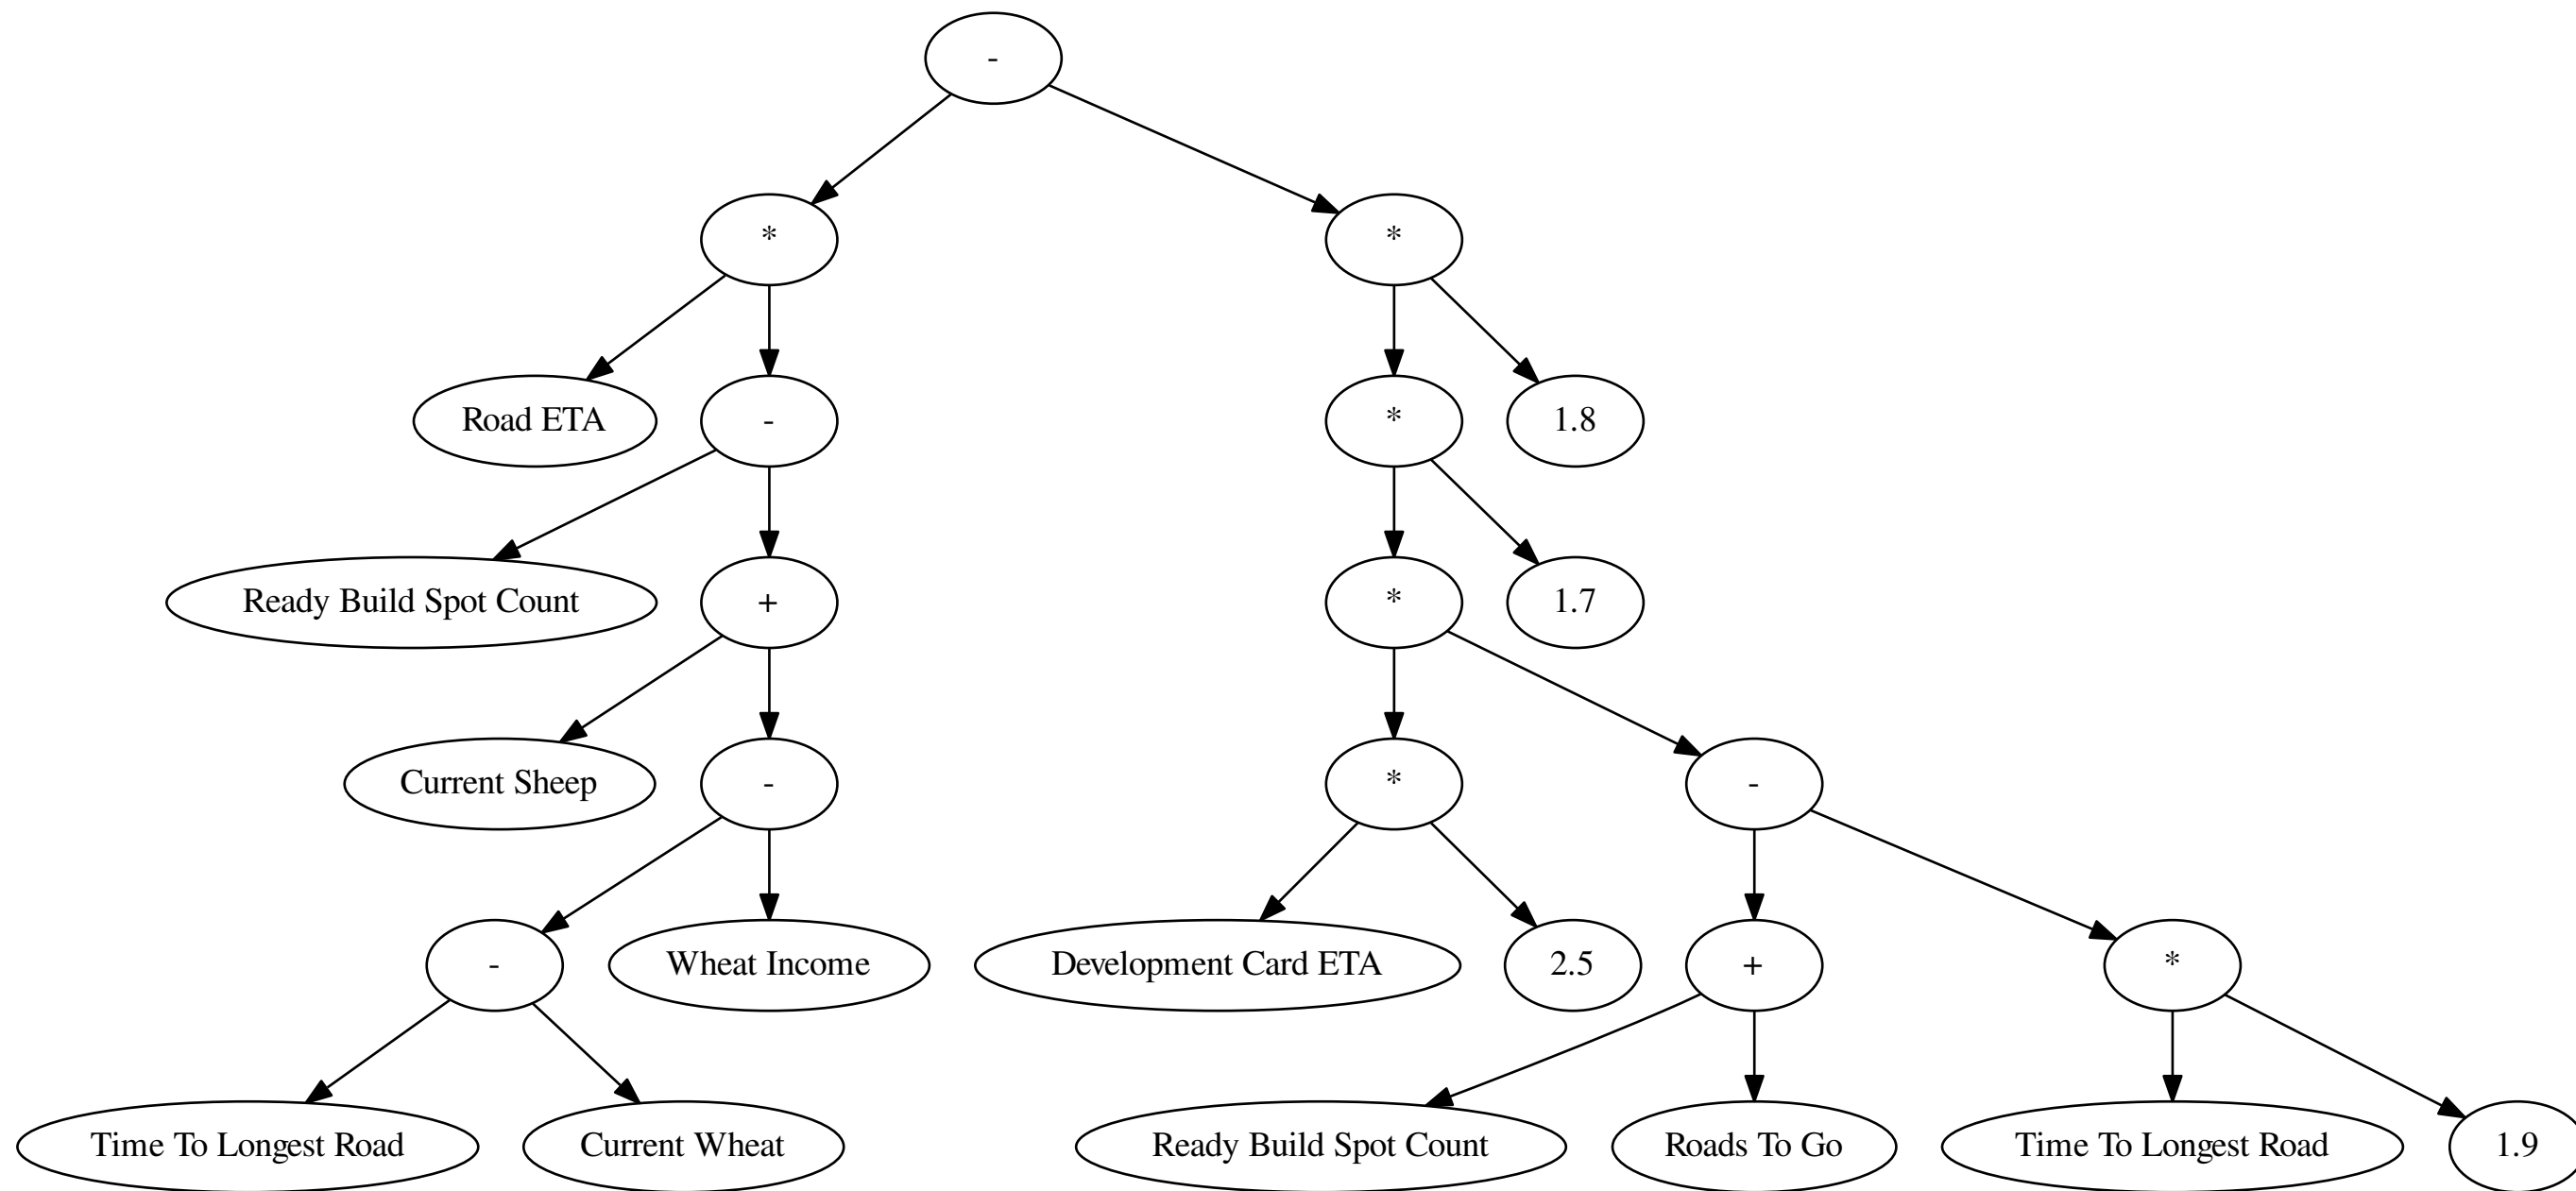 -
*
*
Road ETA
-
*
1.8
Ready Build Spot Count
+
*
1.7
Current Sheep
-
*
-
-
Wheat Income
Development Card ETA
2.5
+
*
Time To Longest Road
Current Wheat
Ready Build Spot Count
Roads To Go
Time To Longest Road
1.9